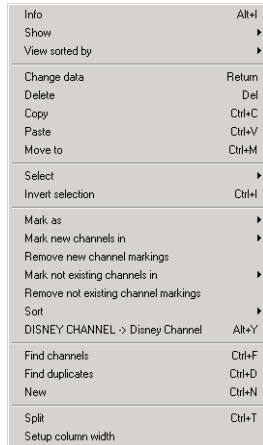 Info Alt+I
Show
View sorted by
Change data Return
Delete Del
Copy Ctrl+C
Paste Ctrl+V
Move to Ctrl+M
Select
Invert selection Ctrl+I
Mark as
Mark new channels in
Remove new channel markings
Mark not existing channels in
Remove not existing channel markings
Sort
DISNEY CHANNEL -> Disney Channel Alt+Y
Find channels Ctrl+F
Find duplicates Ctrl+D
New Ctrl+N
Split Ctrl+T
Setup column width